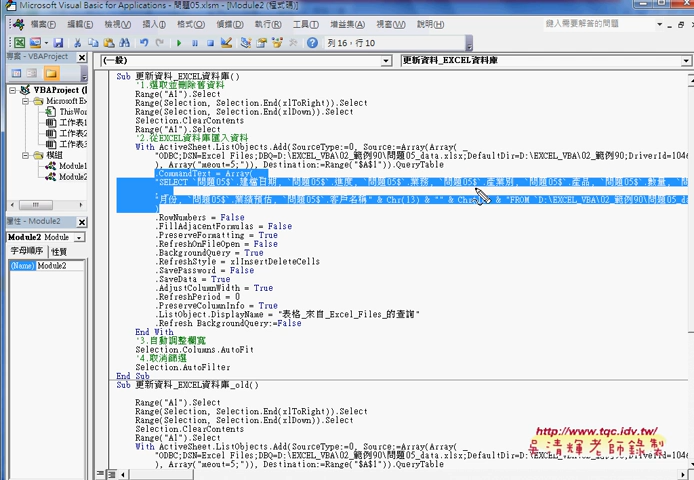 Microsoft Visual Basic for Applications - 問題05.xlsm - [Module2 (程式碼)]
檔案(F) 編輯(E) 檢視(V) 插入(I) 格式(O) 偵錯(D) 執行(R) 工具(T) 增益集(A) 視窗(W) 說明(H)
鍵入需要解答的問題
列 16，行 10
專案 - VBAProject
(一般)
更新資料_EXCEL資料庫
VBAProject
Microsoft Exc
ThisWor
工作表1
工作表2
工作表3
模組
Module1
Module2
屬性 - Module2
Module2 Module
字母順序 性質
(Name) Module2
Sub 更新資料_EXCEL資料庫()
'1.選取並刪除舊資料
Range("A1").Select
Range(Selection, Selection.End(xlToRight)).Select
Range(Selection, Selection.End(xlDown)).Select
Selection.ClearContents
Range("A1").Select
'2.從EXCEL資料庫匯入資料
With ActiveSheet.ListObjects.Add(SourceType:=0, Source:=Array(Array( _
"ODBC;DSN=Excel Files;DBQ=D:\EXCEL_VBA\02_範例90\問題05_data.xlsx;DefaultDir=D:\EXCEL_VBA\02_範例90;DriverId=1046
), Array("meout=5;")), Destination:=Range("$A$1")).QueryTable
.CommandText = Array( _
"SELECT `問題05$`.建檔日期, `問題05$`.進度, `問題05$`.業務, `問題05$`.產業別, `問題05$`.產品, `問題05$`.數量,
"月份, `問題05$`.業績預估, `問題05$`.客戶名稱" & Chr(13) & "" & Chr(10) & "FROM `D:\EXCEL_VBA\02_範例90\問題05_d
)
.RowNumbers = False
.FillAdjacentFormulas = False
.PreserveFormatting = True
.RefreshOnFileOpen = False
.BackgroundQuery = True
.RefreshStyle = xlInsertDeleteCells
.SavePassword = False
.SaveData = True
.AdjustColumnWidth = True
.RefreshPeriod = 0
.PreserveColumnInfo = True
.ListObject.DisplayName = "表格_來自_Excel_Files_的查詢"
.Refresh BackgroundQuery:=False
End With
'3.自動調整欄寬
Selection.Columns.AutoFit
'4.取消篩選
Selection.AutoFilter
End Sub
Sub 更新資料_EXCEL資料庫_old()
Range("A1").Select
Range(Selection, Selection.End(xlToRight)).Select
Range(Selection, Selection.End(xlDown)).Select
Selection.ClearContents
Range("A1").Select
With ActiveSheet.ListObjects.Add(SourceType:=0, Source:=Array(Array( _
"ODBC;DSN=Excel Files;DBQ=D:\EXCEL_VBA\02_範例90\問題05_data.xlsx;DefaultDir=D:\EXCEL_VBA\02_範例90;DriverId=1046
), Array("meout=5;")), Destination:=Range("$A$1")).QueryTable
http://www.tqc.idv.tw/
吳清輝老師錄製